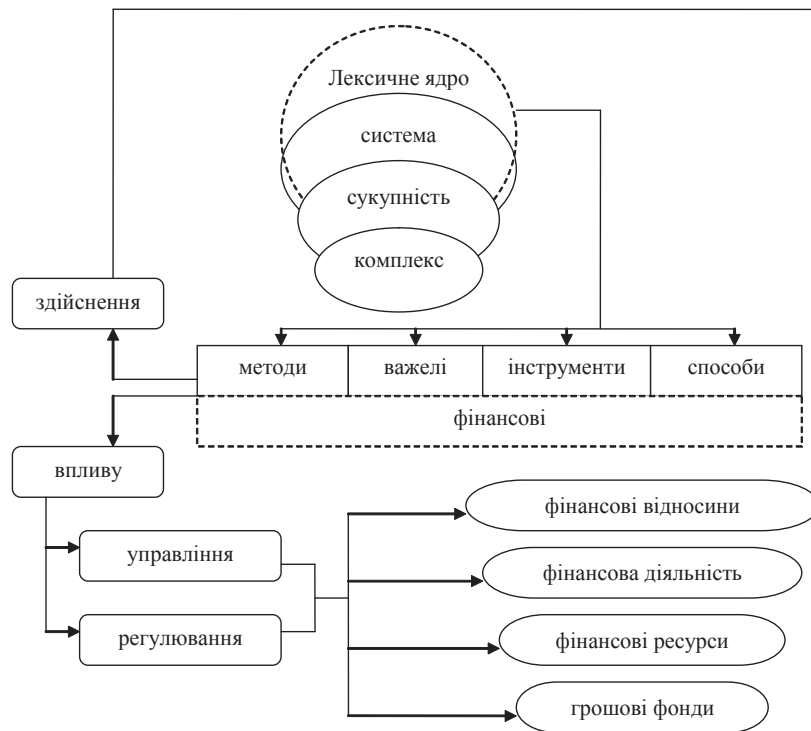 Лексичне ядро
система
сукупність
комплекс
здійснення
методи важелі інструменти способи
фінансові
впливу
фінансові відносини
управління
фінансова діяльність
регулювання
фінансові ресурси
грошові фонди